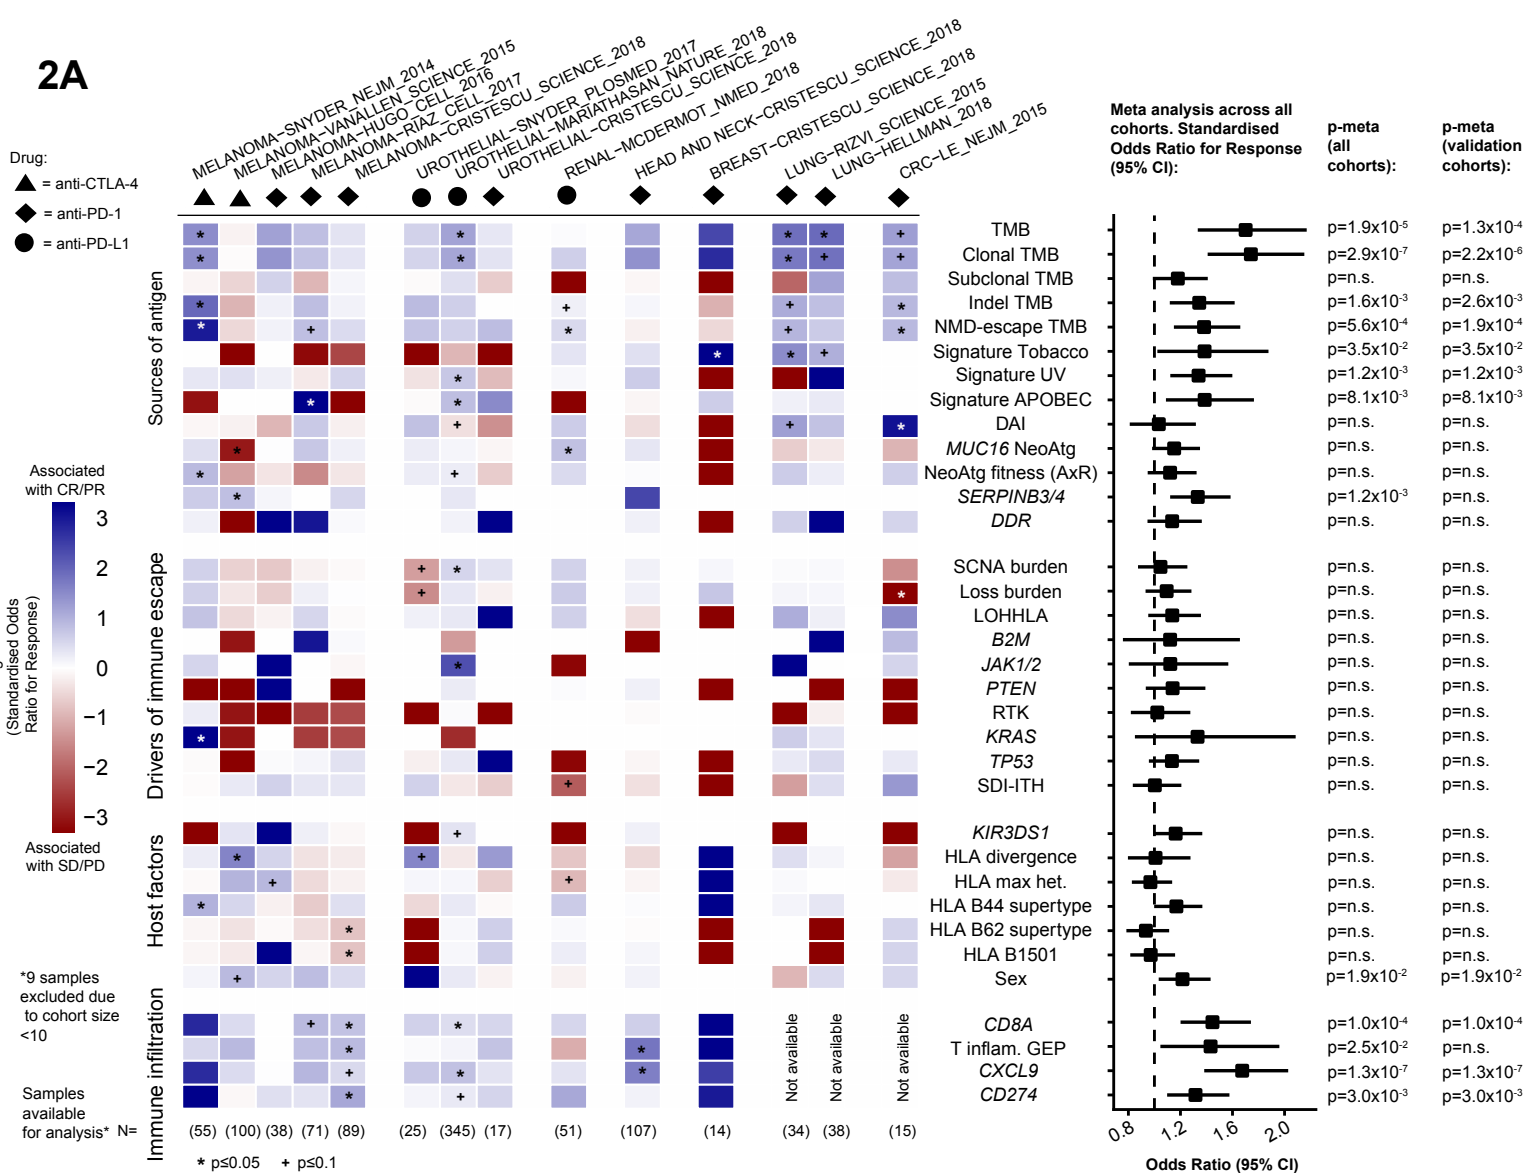 2A
MELANOMA−SNYDER_NEJM_2014
MELANOMA−VANALLEN_SCIENCE_2015
MELANOMA−HUGO_CELL_2016
MELANOMA−RIAZ_CELL_2017
MELANOMA−CRISTESCU_SCIENCE_2018
UROTHELIAL−SNYDER_PLOSMED_2017
UROTHELIAL−MARIATHASAN_NATURE_2018
UROTHELIAL−CRISTESCU_SCIENCE_2018
RENAL−MCDERMOT_NMED_2018
HEAD AND NECK−CRISTESCU_SCIENCE_2018
BREAST−CRISTESCU_SCIENCE_2018
LUNG−RIZVI_SCIENCE_2015
LUNG−HELLMAN_2018
CRC−LE_NEJM_2015
Drug:
▲ = anti-CTLA-4
◆ = anti-PD-1
● = anti-PD-L1
Meta analysis across all
cohorts. Standardised
Odds Ratio for Response
(95% CI):
p-meta
(all
cohorts):
p-meta
(validation
cohorts):
Sources of antigen
TMB p=1.9x10-5 p=1.3x10-4
Clonal TMB p=2.9x10-7 p=2.2x10-6
Subclonal TMB p=n.s. p=n.s.
Indel TMB p=1.6x10-3 p=2.6x10-3
NMD-escape TMB p=5.6x10-4 p=1.9x10-4
Signature Tobacco p=3.5x10-2 p=3.5x10-2
Signature UV p=1.2x10-3 p=1.2x10-3
Signature APOBEC p=8.1x10-3 p=8.1x10-3
DAI p=n.s. p=n.s.
MUC16 NeoAtg p=n.s. p=n.s.
NeoAtg fitness (AxR) p=n.s. p=n.s.
SERPINB3/4 p=1.2x10-3 p=n.s.
DDR p=n.s. p=n.s.
Drivers of immune escape
SCNA burden p=n.s. p=n.s.
Loss burden p=n.s. p=n.s.
LOHHLA p=n.s. p=n.s.
B2M p=n.s. p=n.s.
JAK1/2 p=n.s. p=n.s.
PTEN p=n.s. p=n.s.
RTK p=n.s. p=n.s.
KRAS p=n.s. p=n.s.
TP53 p=n.s. p=n.s.
SDI-ITH p=n.s. p=n.s.
Host factors
KIR3DS1 p=n.s. p=n.s.
HLA divergence p=n.s. p=n.s.
HLA max het. p=n.s. p=n.s.
HLA B44 supertype p=n.s. p=n.s.
HLA B62 supertype p=n.s. p=n.s.
HLA B1501 p=n.s. p=n.s.
Sex p=1.9x10-2 p=1.9x10-2
Immune infiltration
CD8A p=1.0x10-4 p=1.0x10-4
T inflam. GEP p=2.5x10-2 p=n.s.
CXCL9 p=1.3x10-7 p=1.3x10-7
CD274 p=3.0x10-3 p=3.0x10-3
Not available
Not available
Not available
Associated
with CR/PR
3
2
1
0
−1
−2
−3
(Standardised Odds
Ratio for Response)
Associated
with SD/PD
*9 samples
excluded due
to cohort size
<10
Samples
available
for analysis* N=
(55) (100) (38) (71) (89) (25) (345) (17) (51) (107) (14) (34) (38) (15)
* p≤0.05 + p≤0.1
0.8 1.2 1.6 2.0
Odds Ratio (95% CI)